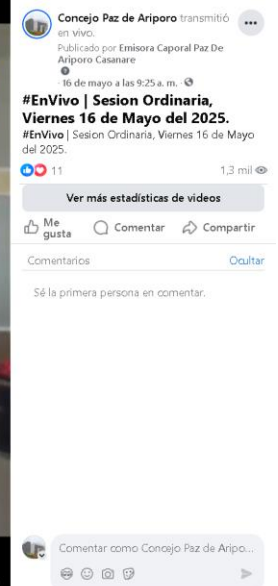 Concejo Paz de Ariporo transmitió
en vivo.
Publicado por Emisora Caporal Paz De
Ariporo Casanare
· 16 de mayo a las 9:25 a. m. ·
#EnVivo | Sesion Ordinaria,
Viernes 16 de Mayo del 2025.
#EnVivo | Sesion Ordinaria, Viernes 16 de Mayo
del 2025.
11 1,3 mil
Ver más estadísticas de videos
Me
gusta Comentar Compartir
Comentarios Ocultar
Sé la primera persona en comentar.
Comentar como Concejo Paz de Aripo...